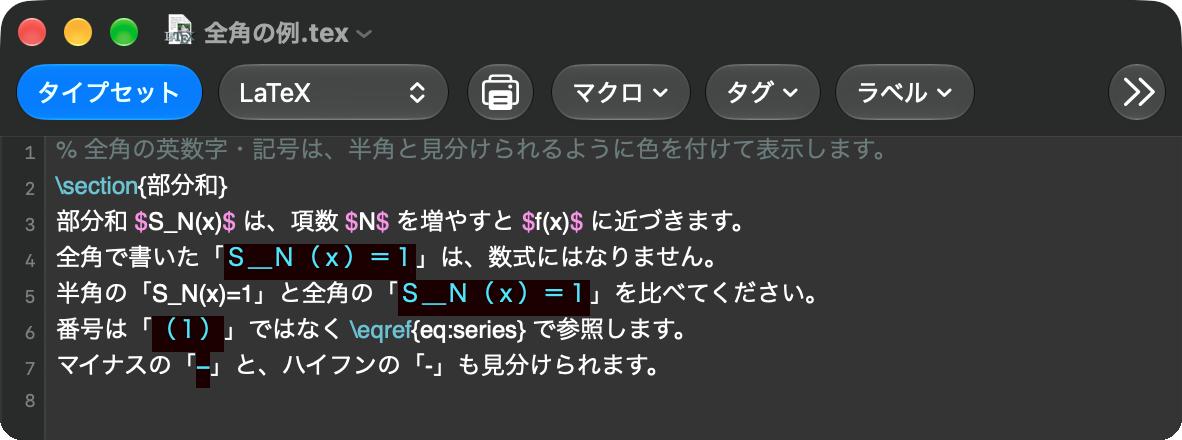 全角の例.tex
タイプセット LaTeX マクロ タグ ラベル
1 % 全角の英数字・記号は、半角と見分けられるように色を付けて表示します。
2 \section{部分和}
3 部分和 $S_N(x)$ は、項数 $N$ を増やすと $f(x)$ に近づきます。
4 全角で書いた「Ｓ＿Ｎ（ｘ）＝１」は、数式にはなりません。
5 半角の「S_N(x)=1」と全角の「Ｓ＿Ｎ（ｘ）＝１」を比べてください。
6 番号は「（１）」ではなく \eqref{eq:series} で参照します。
7 マイナスの「−」と、ハイフンの「-」も見分けられます。
8